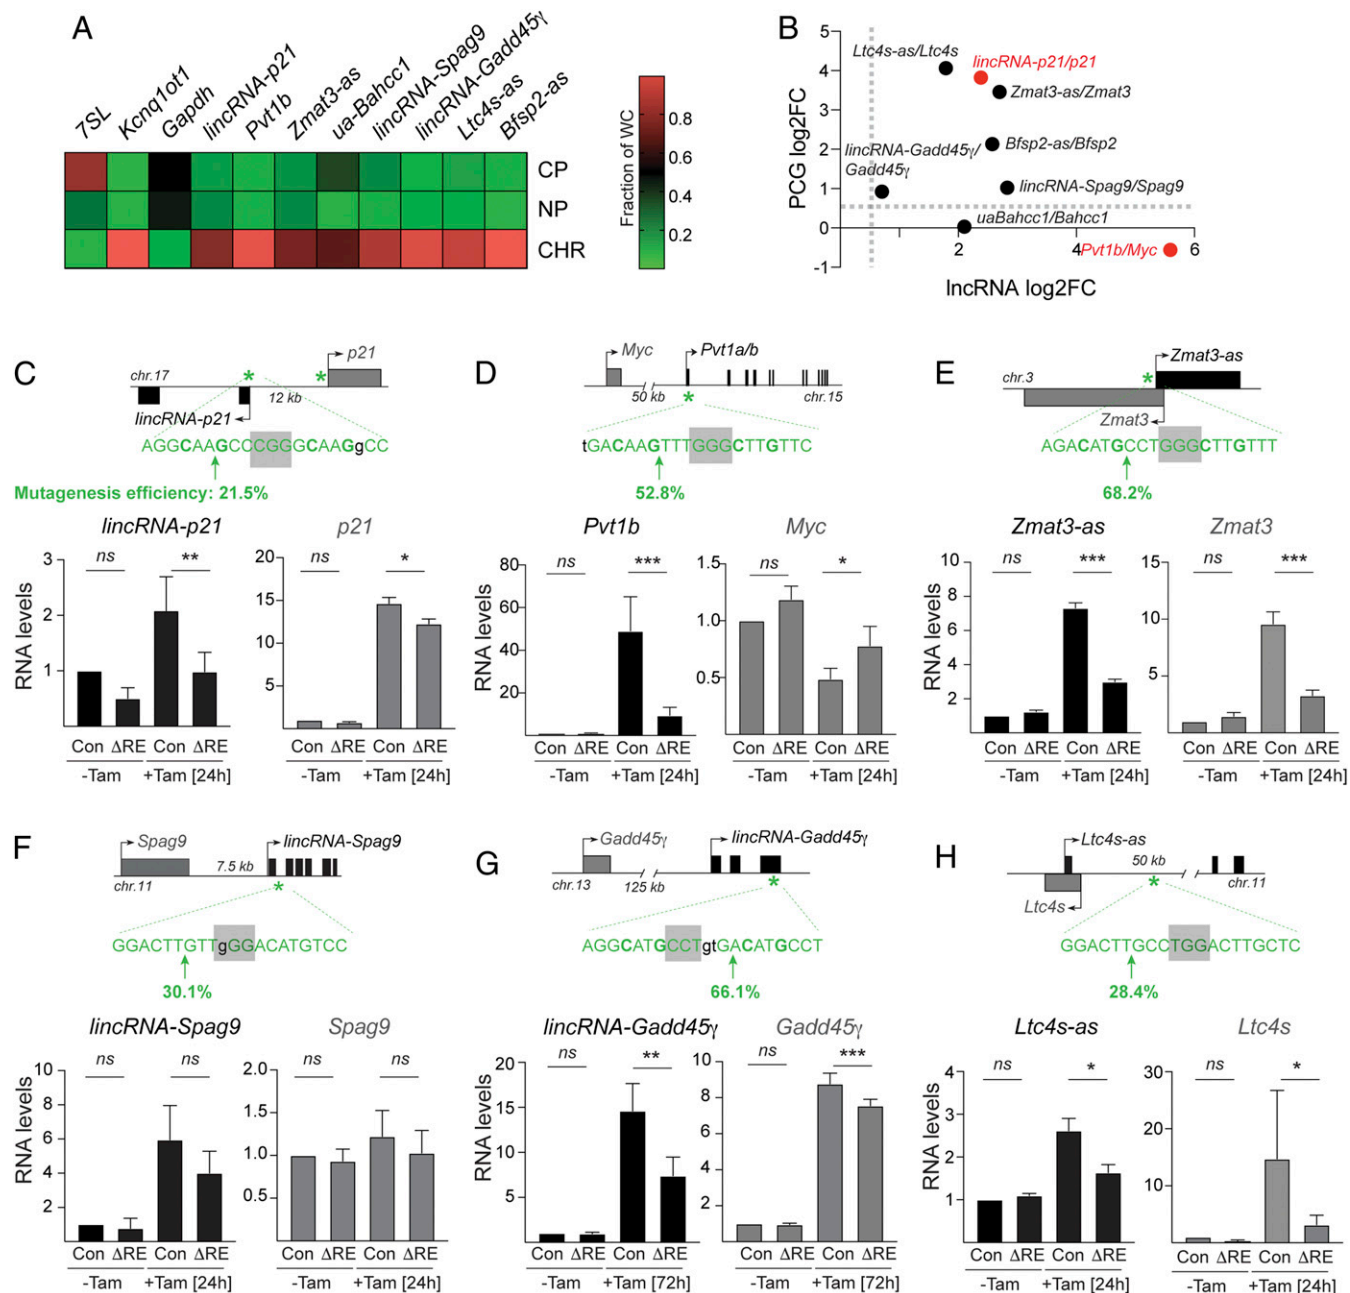 A
7SL
Kcnq1ot1
Gapdh
lincRNA-p21
Pvt1b
Zmat3-as
ua-Bahcc1
lincRNA-Spag9
lincRNA-Gadd45γ
Ltc4s-as
Bfsp2-as
CP
NP
CHR
Fraction of WC
0.8
0.6
0.4
0.2
B
PCG log2FC
5
4
3
2
1
0
-1
2
4
6
lncRNA log2FC
Ltc4s-as/Ltc4s
lincRNA-p21/p21
Zmat3-as/Zmat3
Bfsp2-as/Bfsp2
lincRNA-Gadd45γ/
Gadd45γ
lincRNA-Spag9/Spag9
uaBahcc1/Bahcc1
Pvt1b/Myc
C
chr.17
p21
lincRNA-p21
12 kb
*
*
AGGCAAGCCCGGGCAAGgCC
Mutagenesis efficiency: 21.5%
lincRNA-p21
RNA levels
3
2
1
ns
**
Con ΔRE Con ΔRE
-Tam +Tam [24h]
p21
20
15
10
5
ns
*
Con ΔRE Con ΔRE
-Tam +Tam [24h]
D
Myc
Pvt1a/b
50 kb
chr.15
*
tGACAAGTTTGGGCTTGTTC
52.8%
Pvt1b
RNA levels
80
60
40
20
ns
***
Con ΔRE Con ΔRE
-Tam +Tam [24h]
Myc
1.5
1.0
0.5
ns
*
Con ΔRE Con ΔRE
-Tam +Tam [24h]
E
chr.3
Zmat3-as
Zmat3
*
AGACATGCCTGGGCTTGTTT
68.2%
Zmat3-as
RNA levels
10
8
6
4
2
ns
***
Con ΔRE Con ΔRE
-Tam +Tam [24h]
Zmat3
15
10
5
ns
***
Con ΔRE Con ΔRE
-Tam +Tam [24h]
F
Spag9
7.5 kb
lincRNA-Spag9
chr.11
*
GGACTTGTTgGGACATGTCC
30.1%
lincRNA-Spag9
RNA levels
10
8
6
4
2
ns
ns
Con ΔRE Con ΔRE
-Tam +Tam [24h]
Spag9
2.0
1.5
1.0
0.5
ns
ns
Con ΔRE Con ΔRE
-Tam +Tam [24h]
G
Gadd45γ
lincRNA-Gadd45γ
chr.13
125 kb
*
AGGCATGCCTgtGACATGCCT
66.1%
lincRNA-Gadd45γ
RNA levels
20
15
10
5
ns
**
Con ΔRE Con ΔRE
-Tam +Tam [72h]
Gadd45γ
10
8
6
4
2
ns
***
Con ΔRE Con ΔRE
-Tam +Tam [72h]
H
Ltc4s-as
50 kb
Ltc4s
chr.11
*
GGACTTGCCTGGACTTGCTC
28.4%
Ltc4s-as
RNA levels
4
3
2
1
ns
*
Con ΔRE Con ΔRE
-Tam +Tam [24h]
Ltc4s
30
20
10
ns
*
Con ΔRE Con ΔRE
-Tam +Tam [24h]